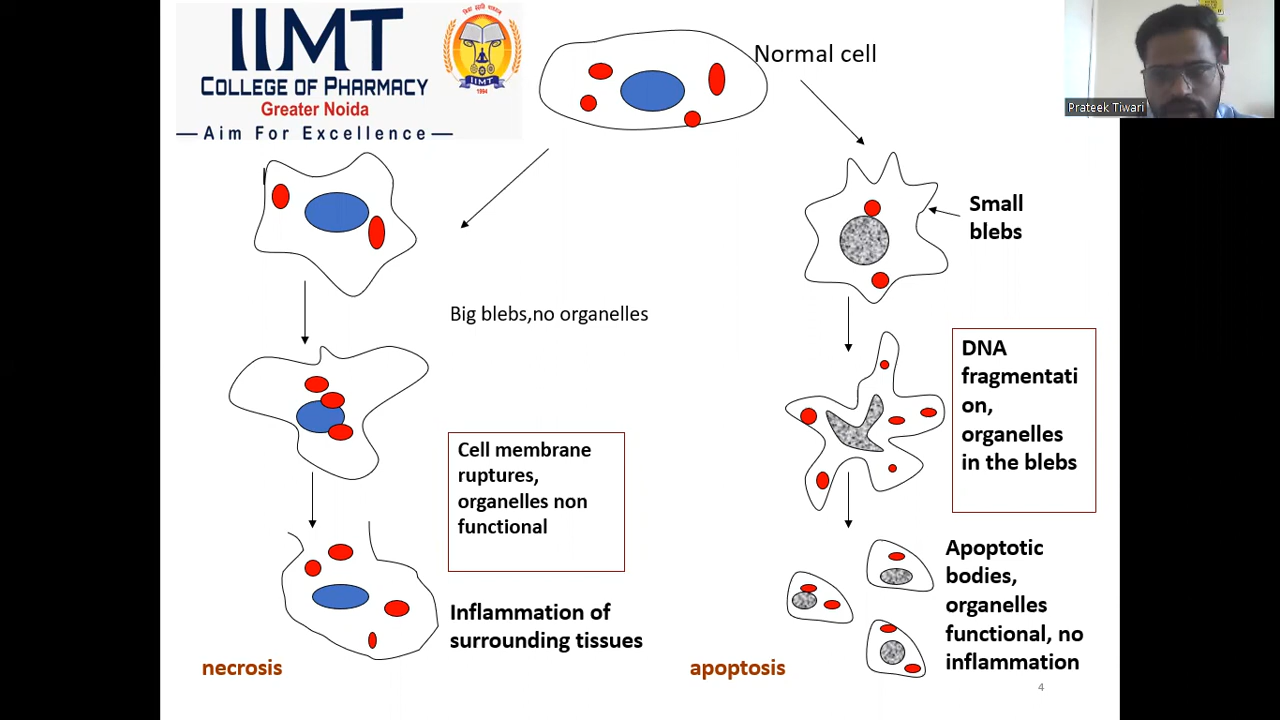 IIMT
COLLEGE OF PHARMACY
Greater Noida
Aim For Excellence
IIMT
Normal cell
Prateek Tiwari
Small
blebs
Big blebs,no organelles
DNA
fragmentati
on,
organelles
in the blebs
Cell membrane
ruptures,
organelles non
functional
Apoptotic
bodies,
organelles
functional, no
inflammation
Inflammation of
surrounding tissues
necrosis
apoptosis
4